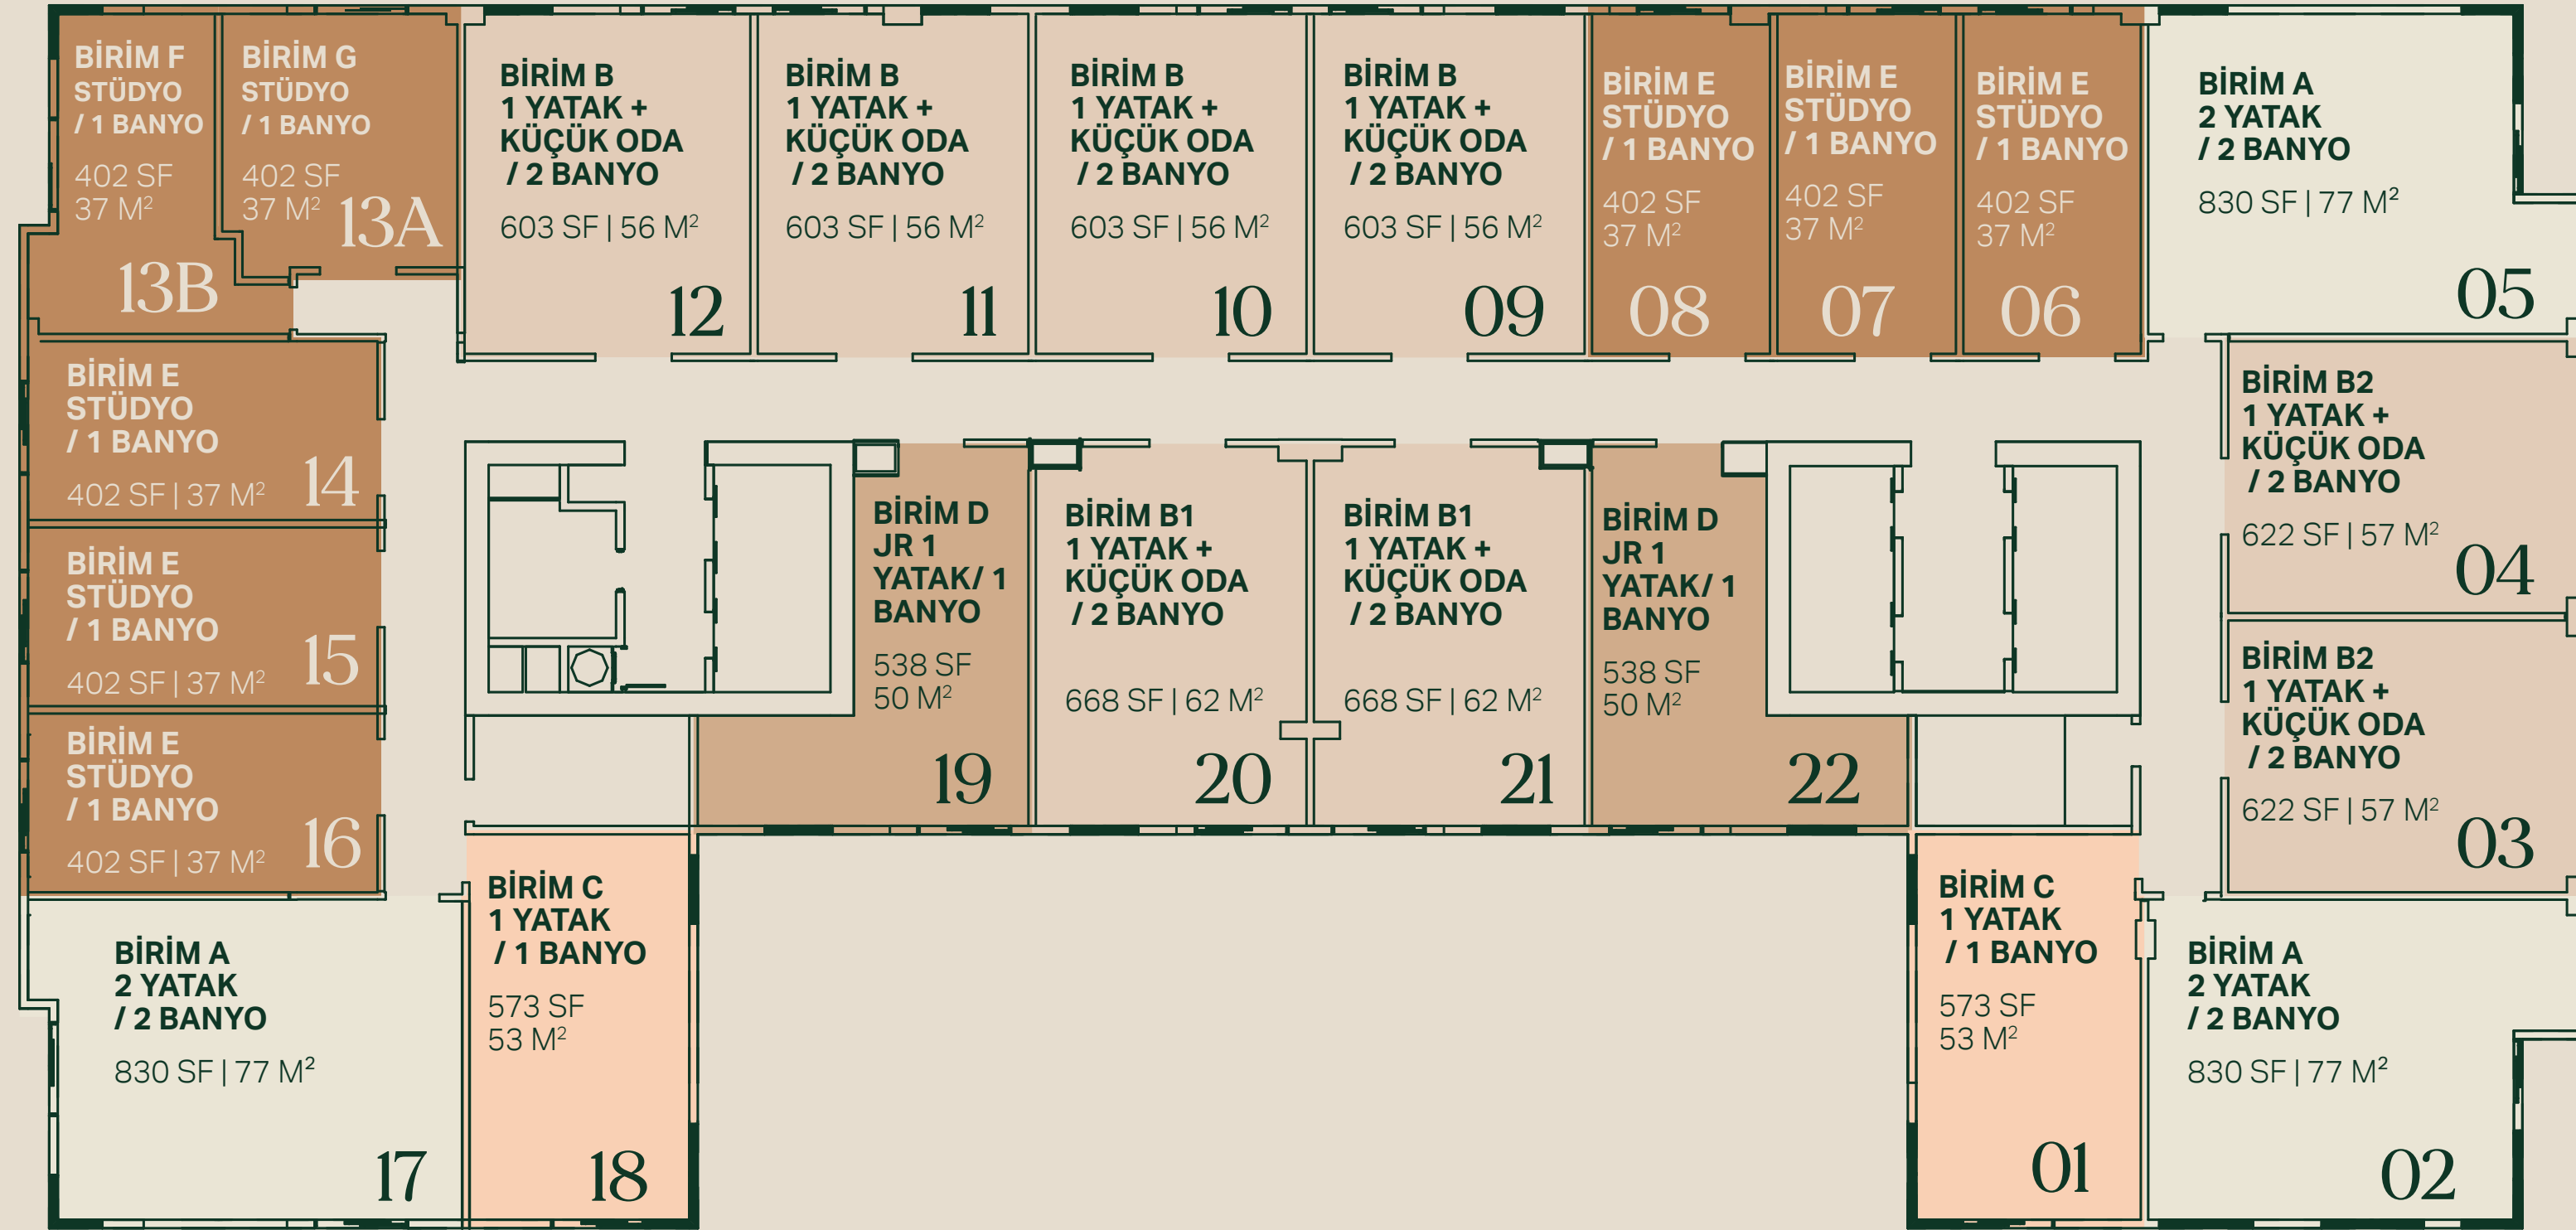 BİRİM F
STÜDYO
/ 1 BANYO
402 SF
37 M²
13B
BİRİM G
STÜDYO
/ 1 BANYO
402 SF
37 M²
13A
BİRİM B
1 YATAK +
KÜÇÜK ODA
/ 2 BANYO
603 SF | 56 M²
12
BİRİM B
1 YATAK +
KÜÇÜK ODA
/ 2 BANYO
603 SF | 56 M²
11
BİRİM B
1 YATAK +
KÜÇÜK ODA
/ 2 BANYO
603 SF | 56 M²
10
BİRİM B
1 YATAK +
KÜÇÜK ODA
/ 2 BANYO
603 SF | 56 M²
09
BİRİM E
STÜDYO
/ 1 BANYO
402 SF
37 M²
08
BİRİM E
STÜDYO
/ 1 BANYO
402 SF
37 M²
07
BİRİM E
STÜDYO
/ 1 BANYO
402 SF
37 M²
06
BİRİM A
2 YATAK
/ 2 BANYO
830 SF | 77 M²
05
BİRİM E
STÜDYO
/ 1 BANYO
402 SF | 37 M²
14
BİRİM E
STÜDYO
/ 1 BANYO
402 SF | 37 M²
15
BİRİM E
STÜDYO
/ 1 BANYO
402 SF | 37 M²
16
BİRİM D
JR 1
YATAK/ 1
BANYO
538 SF
50 M²
19
BİRİM B1
1 YATAK +
KÜÇÜK ODA
/ 2 BANYO
668 SF | 62 M²
20
BİRİM B1
1 YATAK +
KÜÇÜK ODA
/ 2 BANYO
668 SF | 62 M²
21
BİRİM D
JR 1
YATAK/ 1
BANYO
538 SF
50 M²
22
BİRİM B2
1 YATAK +
KÜÇÜK ODA
/ 2 BANYO
622 SF | 57 M²
04
BİRİM B2
1 YATAK +
KÜÇÜK ODA
/ 2 BANYO
622 SF | 57 M²
03
BİRİM A
2 YATAK
/ 2 BANYO
830 SF | 77 M²
17
BİRİM C
1 YATAK
/ 1 BANYO
573 SF
53 M²
18
BİRİM C
1 YATAK
/ 1 BANYO
573 SF
53 M²
01
BİRİM A
2 YATAK
/ 2 BANYO
830 SF | 77 M²
02